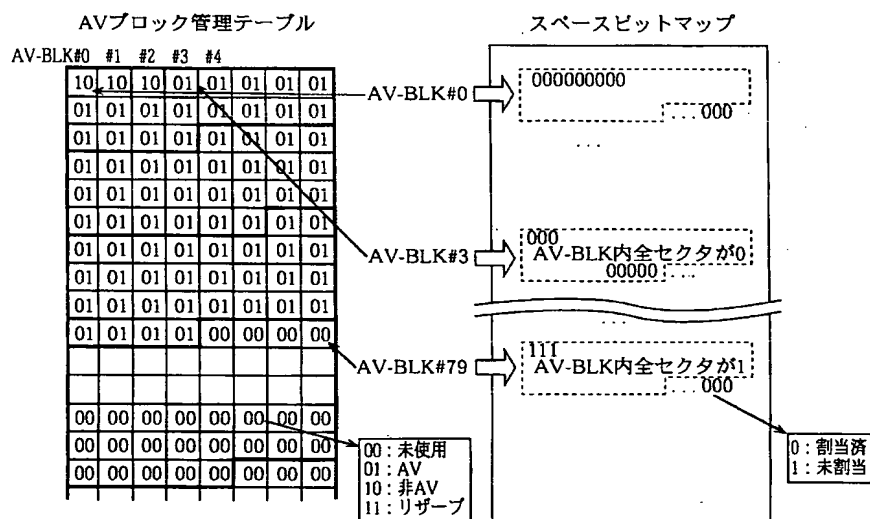 AVブロック管理テーブル
スペースビットマップ
AV-BLK#0 #1 #2 #3 #4
10 10 10 01 01 01 01 01
01 01 01 01 01 01 01 01
01 01 01 01 01 01 01 01
01 01 01 01 01 01 01 01
01 01 01 01 01 01 01 01
01 01 01 01 01 01 01 01
01 01 01 01 01 01 01 01
01 01 01 01 01 01 01 01
01 01 01 01 01 01 01 01
01 01 01 01 00 00 00 00
00 00 00 00 00 00 00 00
00 00 00 00 00 00 00 00
00 00 00 00 00 00 00 00
00:未使用
01:AV
10:非AV
11:リザーブ
AV-BLK#0
000000000
...000
...
AV-BLK#3
000
AV-BLK内全セクタが0
00000 ...
...
AV-BLK#79
111
AV-BLK内全セクタが1
...000
0:割当済
1:未割当